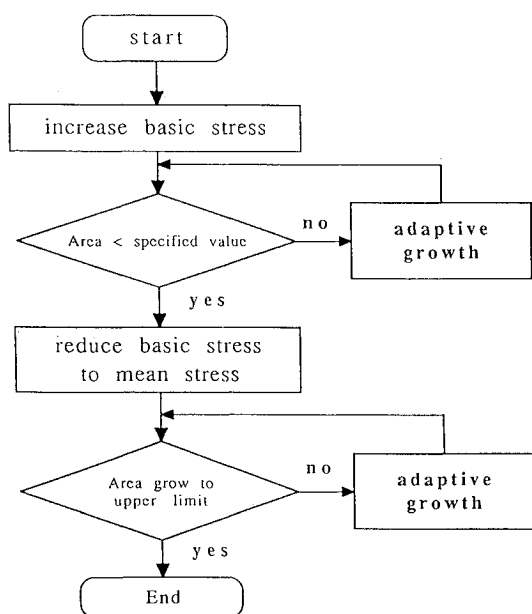 start
increase basic stress
Area < specified value
no
adaptive
growth
yes
reduce basic stress
to mean stress
Area grow to
upper limit
no
adaptive
growth
yes
End